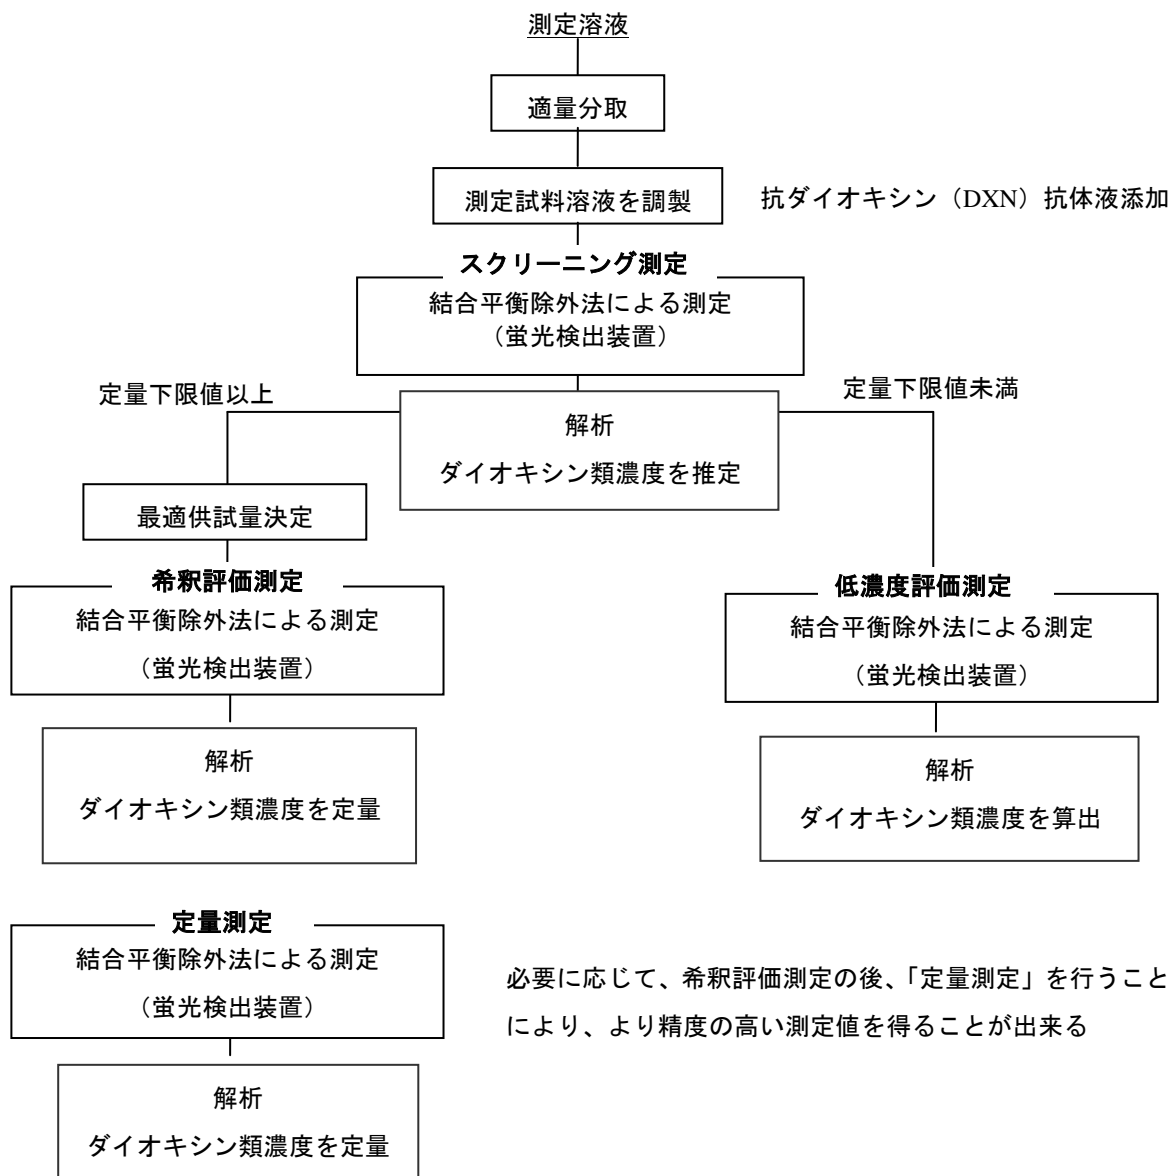 測定溶液
適量分取
測定試料溶液を調製
抗ダイオキシン（DXN）抗体液添加
スクリーニング測定
結合平衡除外法による測定
（蛍光検出装置）
定量下限値以上
定量下限値未満
解析
ダイオキシン類濃度を推定
最適供試量決定
希釈評価測定
結合平衡除外法による測定
（蛍光検出装置）
解析
ダイオキシン類濃度を定量
低濃度評価測定
結合平衡除外法による測定
（蛍光検出装置）
解析
ダイオキシン類濃度を算出
定量測定
結合平衡除外法による測定
（蛍光検出装置）
解析
ダイオキシン類濃度を定量
必要に応じて、希釈評価測定の後、「定量測定」を行うこと
により、より精度の高い測定値を得ることが出来る